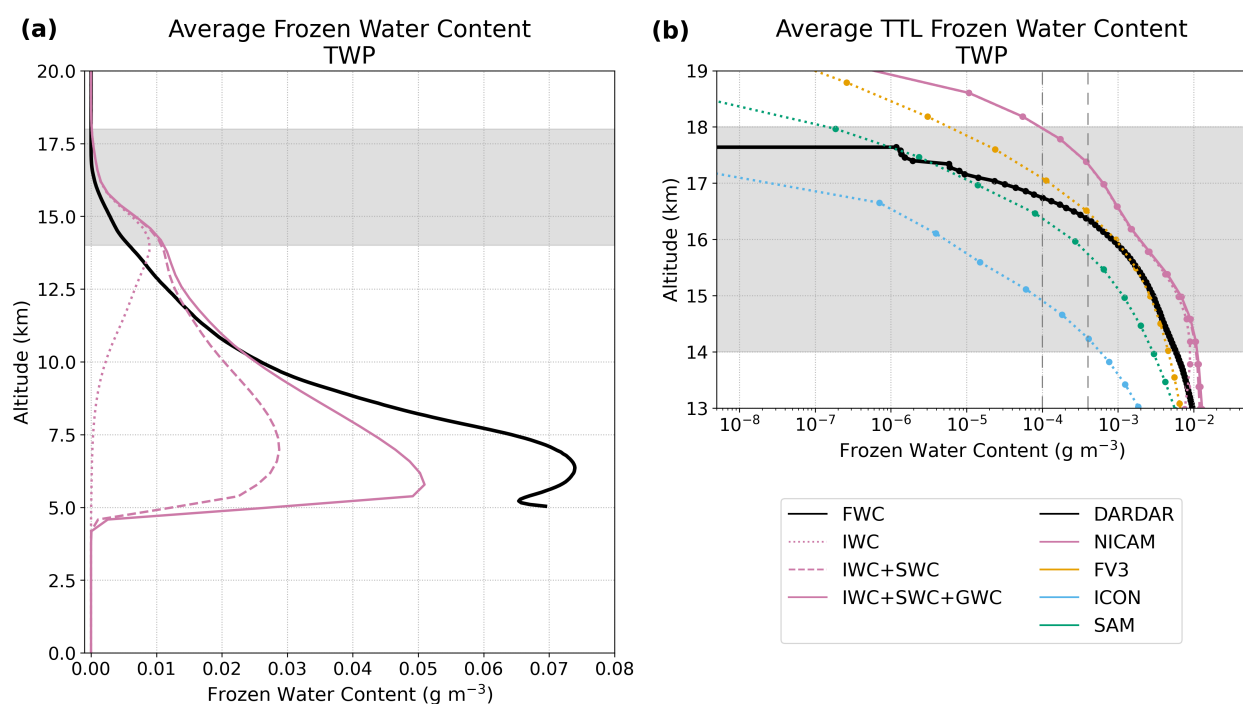 (a)
Average Frozen Water Content
TWP
20.0
17.5
15.0
12.5
10.0
7.5
5.0
2.5
0.0
Altitude (km)
0.00 0.01 0.02 0.03 0.04 0.05 0.06 0.07 0.08
Frozen Water Content (g m⁻³)
(b)
Average TTL Frozen Water Content
TWP
19
18
17
16
15
14
13
Altitude (km)
10⁻⁸ 10⁻⁷ 10⁻⁶ 10⁻⁵ 10⁻⁴ 10⁻³ 10⁻²
Frozen Water Content (g m⁻³)
FWC
IWC
IWC+SWC
IWC+SWC+GWC
DARDAR
NICAM
FV3
ICON
SAM